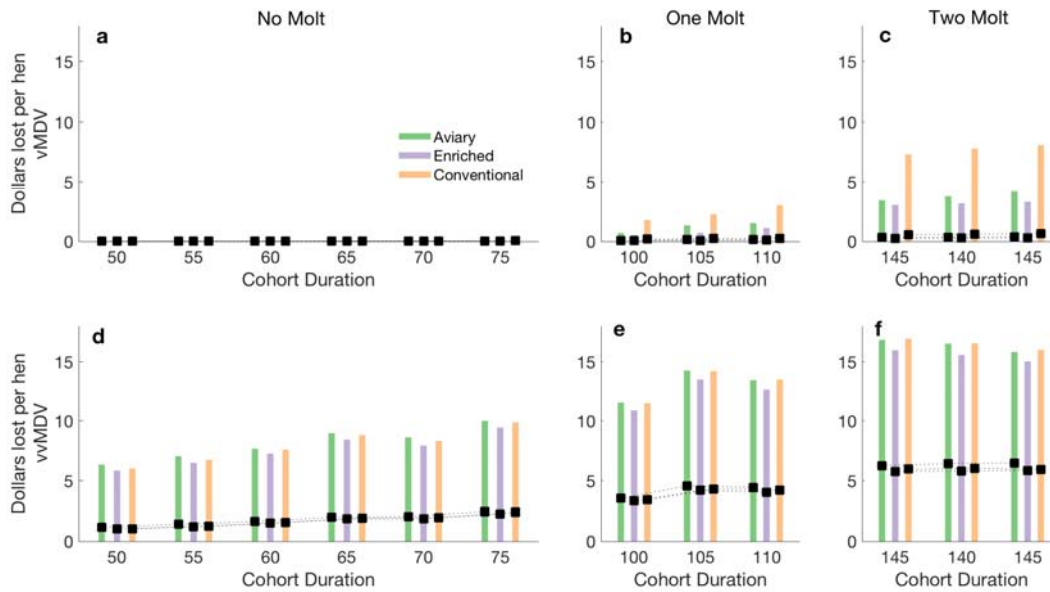 No Molt
One Molt
Two Molt
a
b
c
Dollars lost per hen
vMDV
15
10
5
0
Aviary
Enriched
Conventional
50 55 60 65 70 75
Cohort Duration
15
10
5
0
100 105 110
Cohort Duration
15
10
5
0
145 140 145
Cohort Duration
d
e
f
Dollars lost per hen
vvMDV
15
10
5
0
50 55 60 65 70 75
Cohort Duration
15
10
5
0
100 105 110
Cohort Duration
15
10
5
0
145 140 145
Cohort Duration